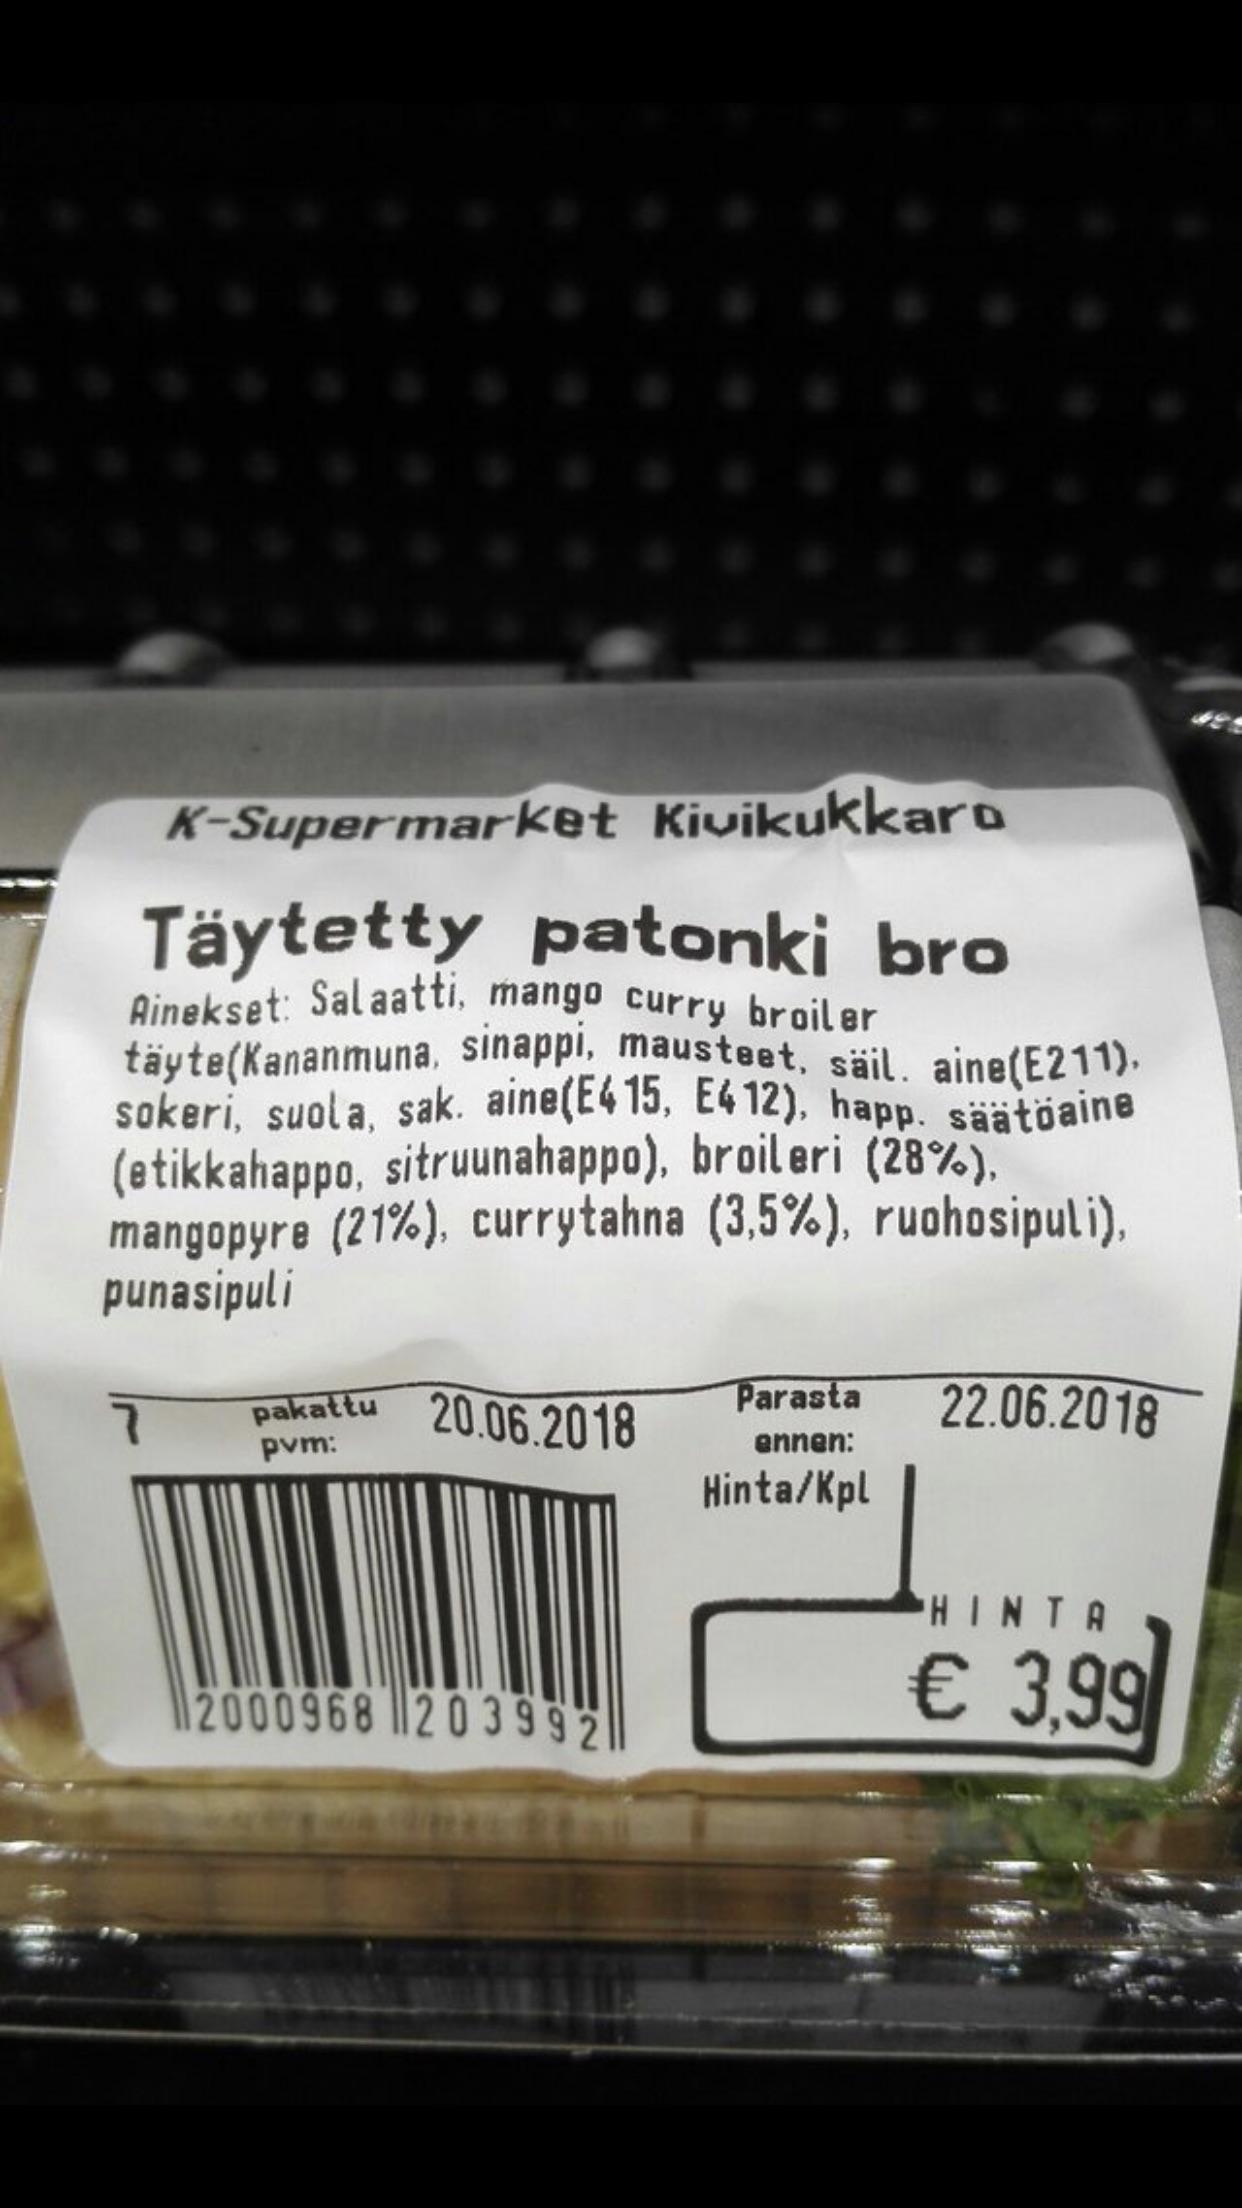 K-Supermarket Kivikukkaro
Täytetty patonki bro
Ainekset: Salaatti, mango curry broiler
täyte(Kananmuna, sinappi, mausteet, säil. aine(E211),
sokeri, suola, sak. aine(E415, E412), happ. säätöaine
(etikkahappo, sitruunahappo), broileri (28%),
mangopyre (21%), currytahna (3,5%), ruohosipuli),
punasipuli
7 pakattu pvm: 20.06.2018
Parasta ennen: 22.06.2018
Hinta/Kpl
HINTA
€ 3,99
2000968 203992